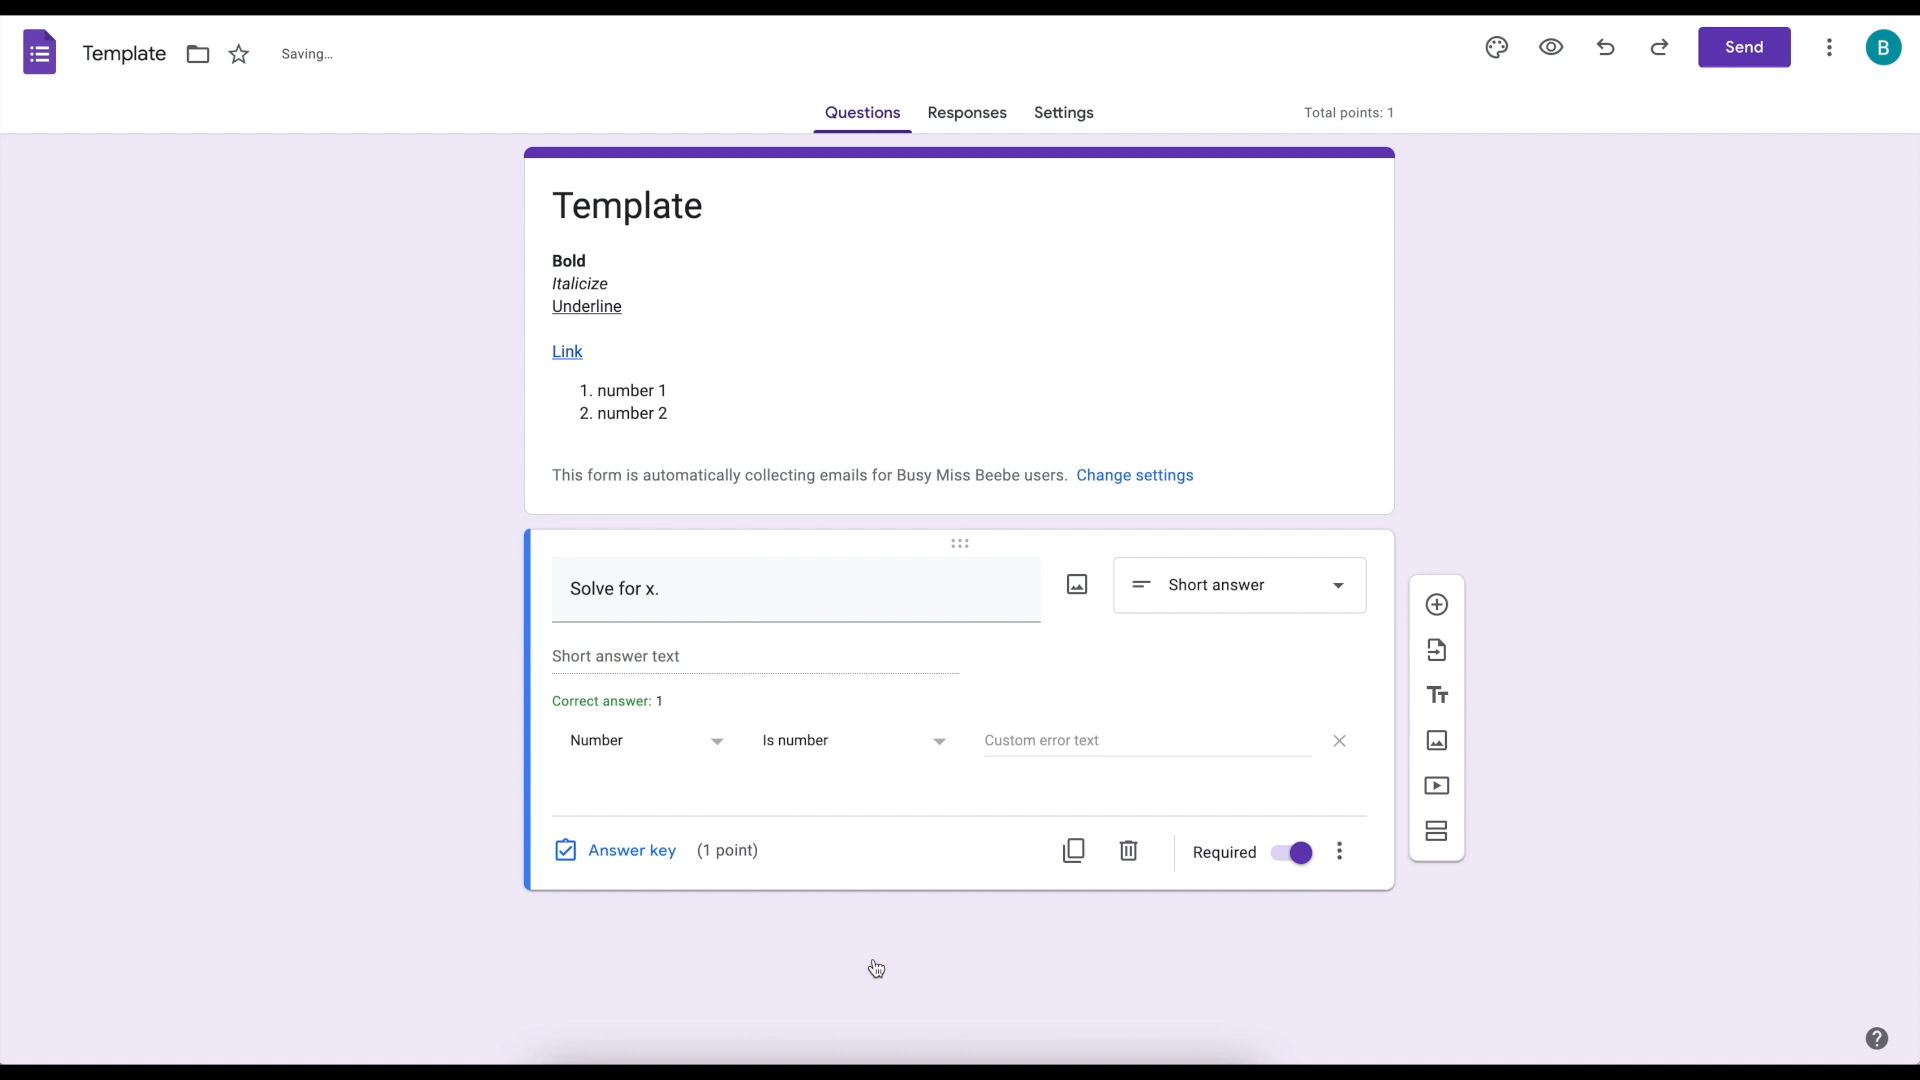 Template
Saving...
Send
B
Questions
Responses
Settings
Total points: 1
Template
Bold
Italicize
Underline
Link
1. number 1
2. number 2
This form is automatically collecting emails for Busy Miss Beebe users. Change settings
Solve for x.
Short answer
Short answer text
Correct answer: 1
Number
Is number
Custom error text
Tт
Answer key (1 point)
Required